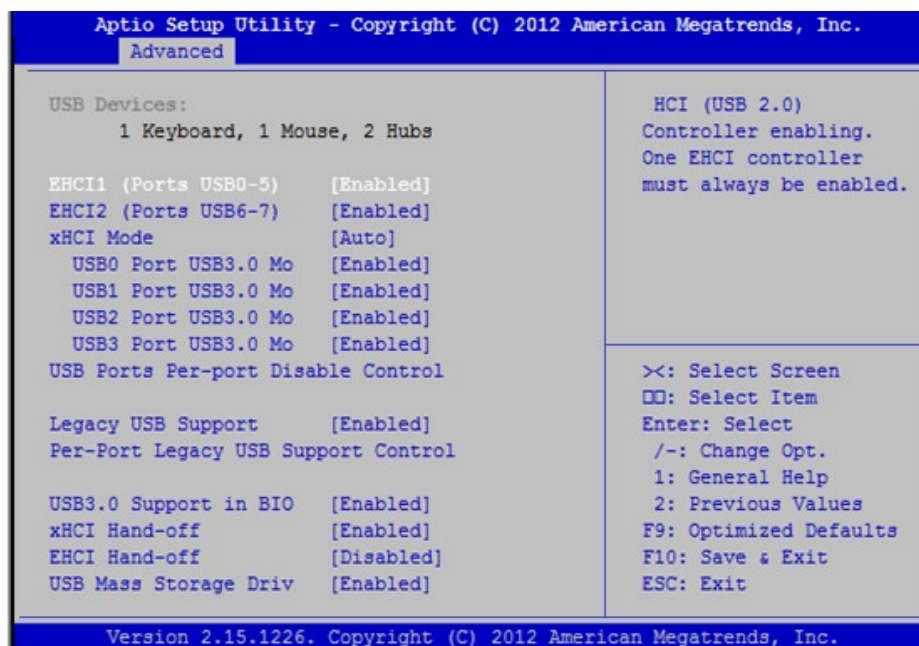 Aptio Setup Utility - Copyright (C) 2012 American Megatrends, Inc.
Advanced
USB Devices:
1 Keyboard, 1 Mouse, 2 Hubs
EHCI1 (Ports USB0-5) [Enabled]
EHCI2 (Ports USB6-7) [Enabled]
xHCI Mode [Auto]
USB0 Port USB3.0 Mo [Enabled]
USB1 Port USB3.0 Mo [Enabled]
USB2 Port USB3.0 Mo [Enabled]
USB3 Port USB3.0 Mo [Enabled]
USB Ports Per-port Disable Control
Legacy USB Support [Enabled]
Per-Port Legacy USB Support Control
USB3.0 Support in BIO [Enabled]
xHCI Hand-off [Enabled]
EHCI Hand-off [Disabled]
USB Mass Storage Driv [Enabled]
HCI (USB 2.0)
Controller enabling.
One EHCI controller
must always be enabled.
><: Select Screen
□□: Select Item
Enter: Select
/-: Change Opt.
1: General Help
2: Previous Values
F9: Optimized Defaults
F10: Save & Exit
ESC: Exit
Version 2.15.1226. Copyright (C) 2012 American Megatrends, Inc.